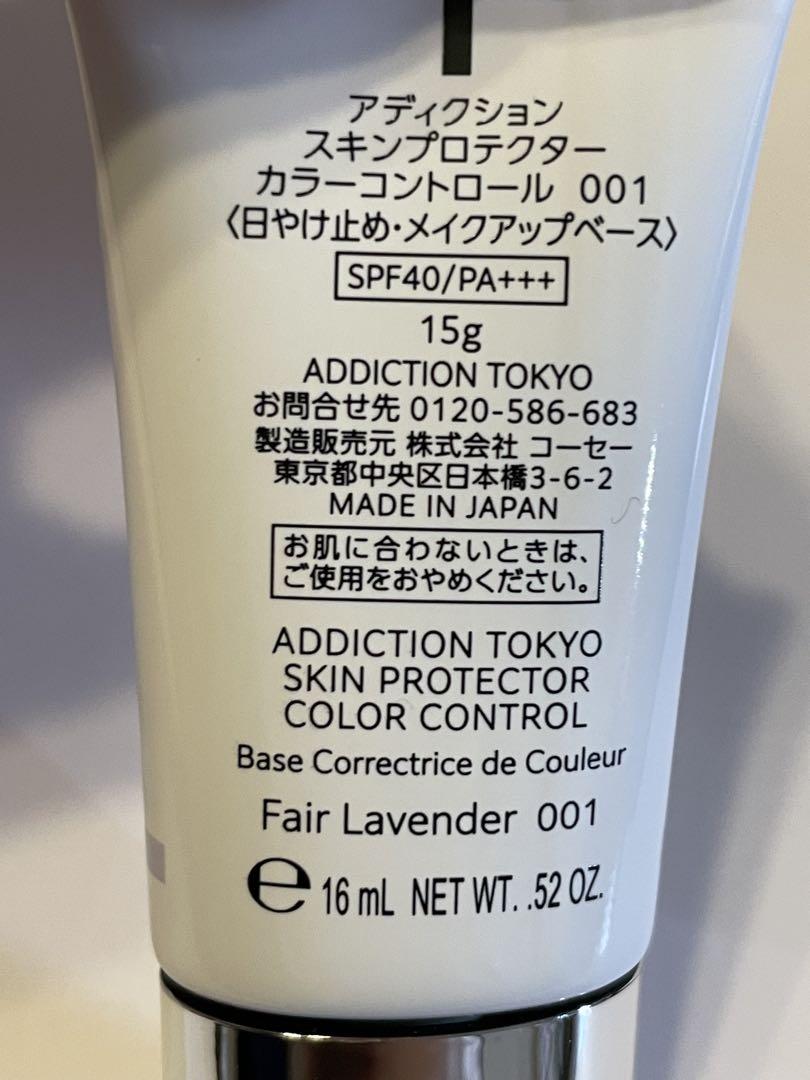 アディクション
スキンプロテクター
カラーコントロール 001
〈日やけ止め・メイクアップベース〉
SPF40/PA+++
15g
ADDICTION TOKYO
お問合せ先 0120-586-683
製造販売元 株式会社 コーセー
東京都中央区日本橋3-6-2
MADE IN JAPAN
お肌に合わないときは、
ご使用をおやめください。
ADDICTION TOKYO
SKIN PROTECTOR
COLOR CONTROL
Base Correctrice de Couleur
Fair Lavender 001
℮ 16 mL NET WT. .52 OZ.